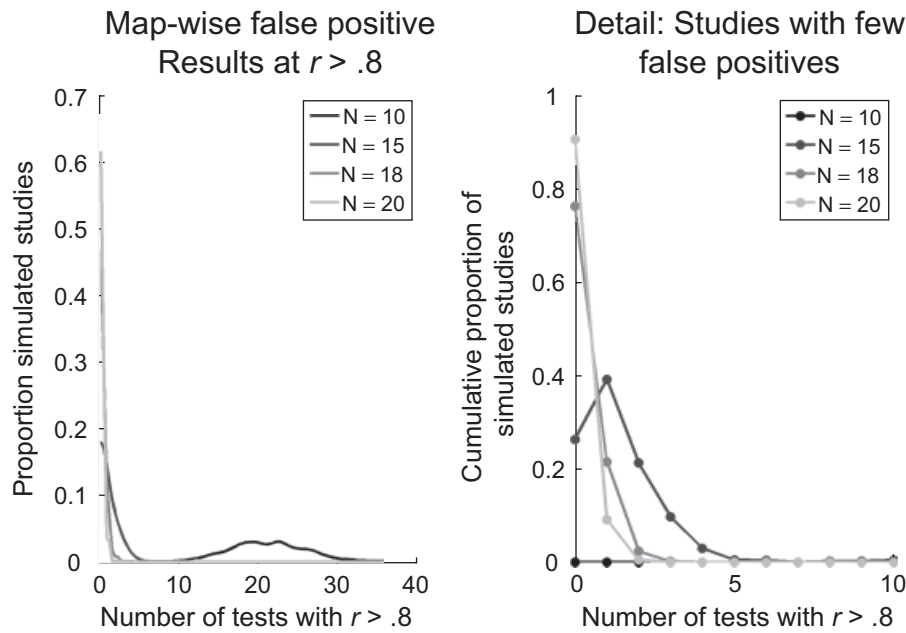 Map-wise false positive
Results at r > .8
0.7
0.6
0.5
0.4
0.3
0.2
0.1
0
Proportion simulated studies
N = 10
N = 15
N = 18
N = 20
0
10
20
30
40
Number of tests with r > .8
Detail: Studies with few
false positives
1
0.8
0.6
0.4
0.2
0
Cumulative proportion of
simulated studies
N = 10
N = 15
N = 18
N = 20
0
5
10
Number of tests with r > .8